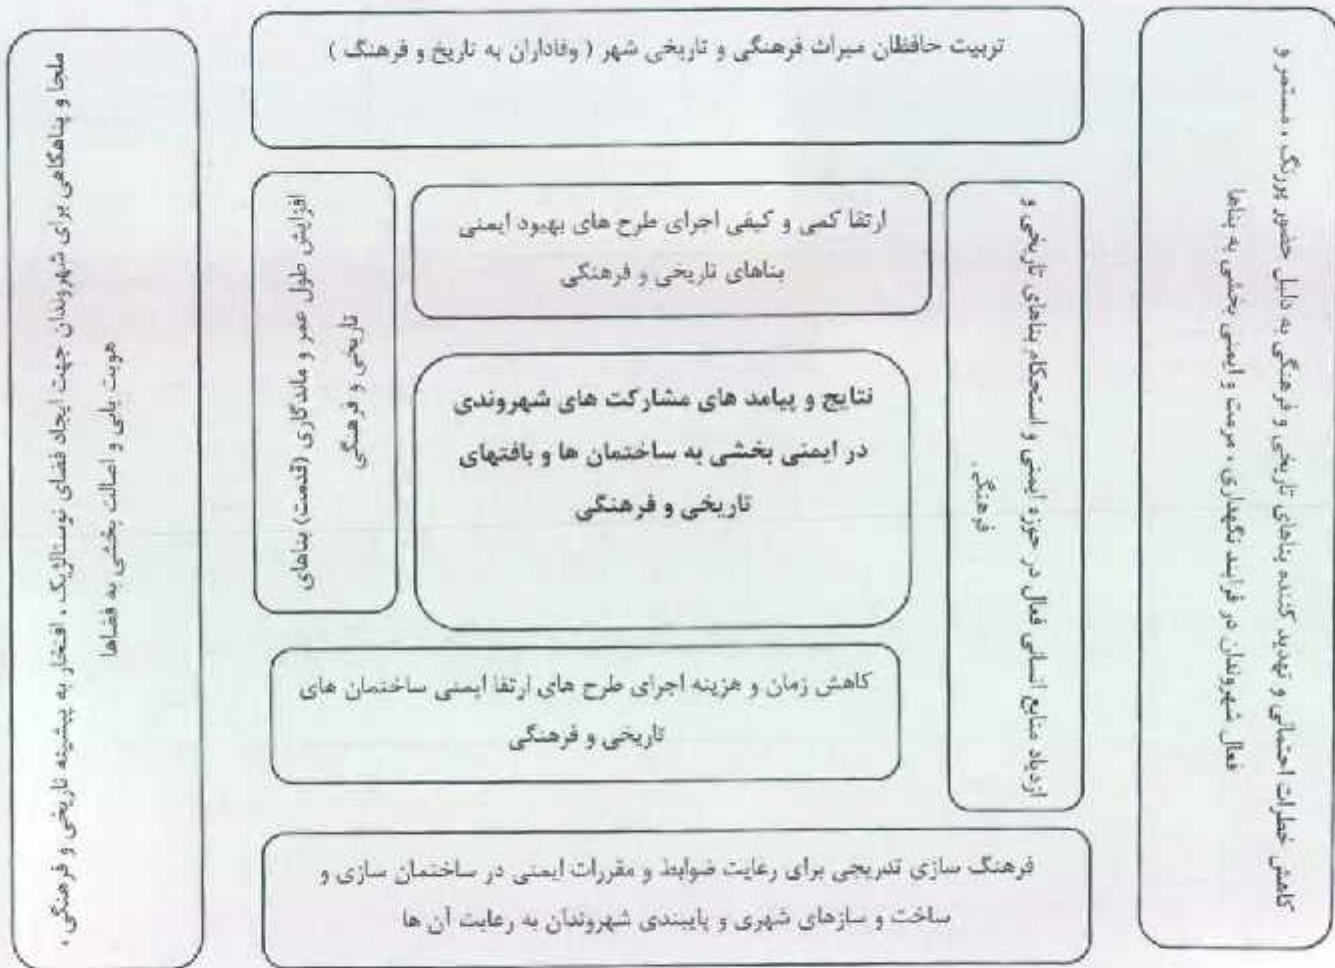 تربیت حافظان میراث فرهنگی و تاریخی شهر ( وفاداران به تاریخ و فرهنگ )
کاهش خطرات احتمالی و تهدید کننده بناهای تاریخی و فرهنگی به دلیل حضور پررنگ ، مستمر و
فعال شهروندان در فرایند نگهداری ، مرمت و ایمنی بخشی به بناها
ازدیاد منابع انسانی فعال در حوزه ایمنی و استحکام بناهای تاریخی و
فرهنگی .
ارتقا کمی و کیفی اجرای طرح های بهبود ایمنی
بناهای تاریخی و فرهنگی
نتایج و پیامد های مشارکت های شهروندی
در ایمنی بخشی به ساختمان ها و بافتهای
تاریخی و فرهنگی
کاهش زمان و هزینه اجرای طرح های ارتقا ایمنی ساختمان های
تاریخی و فرهنگی
افزایش طول عمر و ماندگاری (قدمت) بناهای
تاریخی و فرهنگی
ملجا و پناهگاهی برای شهروندان جهت ایجاد فضای نوستالژیک ، افتخار به پیشینه تاریخی و فرهنگی ،
هویت یابی و اصالت بخشی به فضاها
فرهنگ سازی تدریجی برای رعایت ضوابط و مقررات ایمنی در ساختمان سازی و
ساخت و سازهای شهری و پایبندی شهروندان به رعایت آن ها